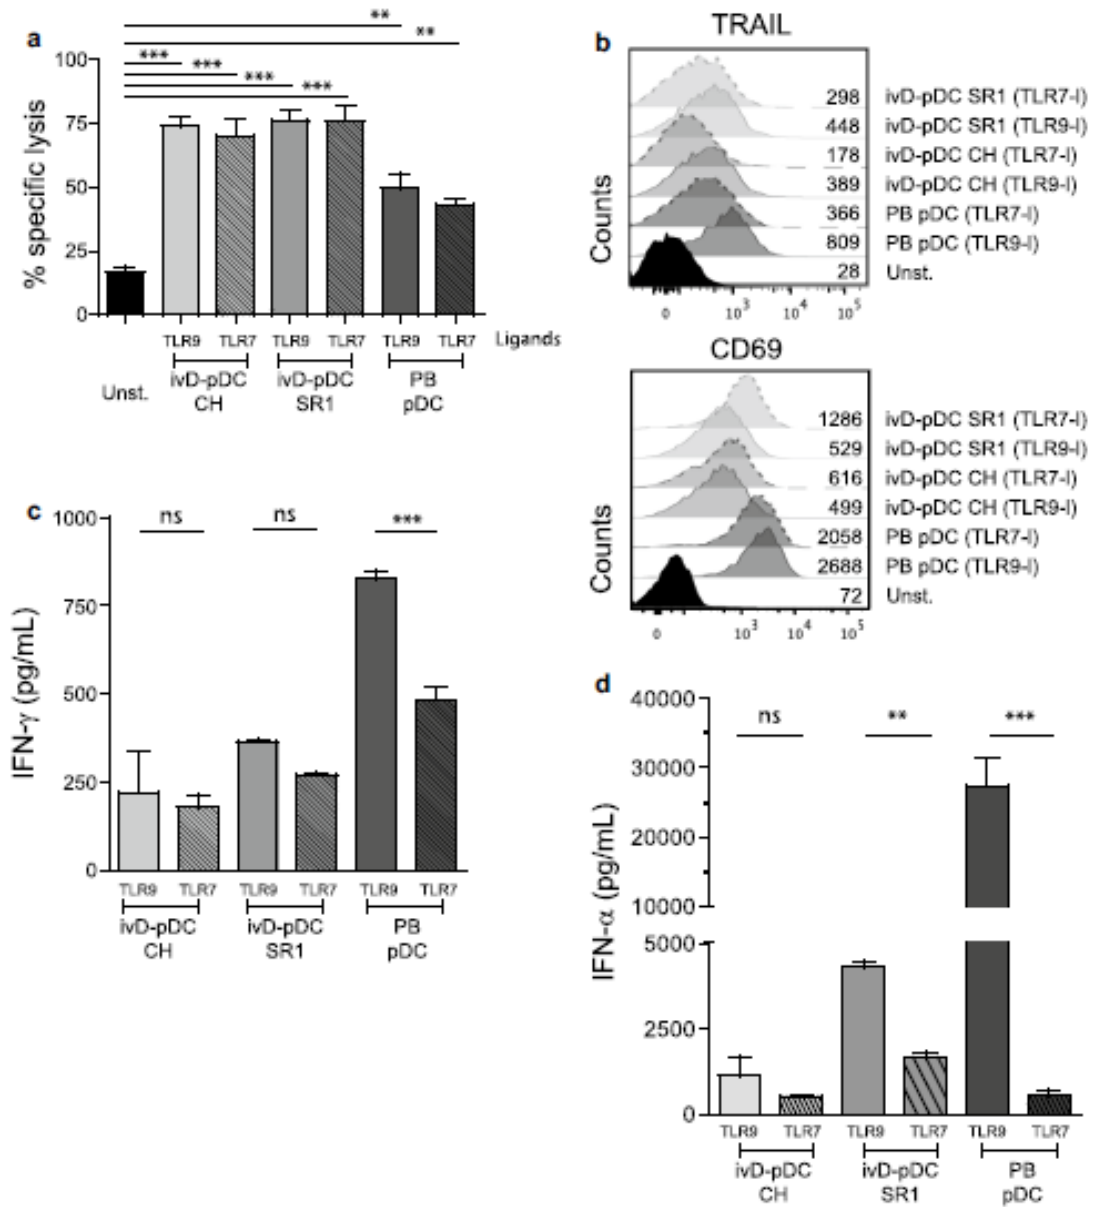 a
**
**
***
***
***
***
% specific lysis
100
75
50
25
0
TLR9 TLR7 TLR9 TLR7 TLR9 TLR7 Ligands
Unst.
ivD-pDC CH
ivD-pDC SR1
PB pDC
b
TRAIL
Counts
298 ivD-pDC SR1 (TLR7-l)
448 ivD-pDC SR1 (TLR9-l)
178 ivD-pDC CH (TLR7-l)
389 ivD-pDC CH (TLR9-l)
366 PB pDC (TLR7-l)
809 PB pDC (TLR9-l)
28 Unst.
0 10³ 10⁴ 10⁵
CD69
Counts
1286 ivD-pDC SR1 (TLR7-l)
529 ivD-pDC SR1 (TLR9-l)
616 ivD-pDC CH (TLR7-l)
499 ivD-pDC CH (TLR9-l)
2058 PB pDC (TLR7-l)
2688 PB pDC (TLR9-l)
72 Unst.
0 10³ 10⁴ 10⁵
c
ns ns ***
IFN-γ (pg/mL)
1000
750
500
250
0
TLR9 TLR7 TLR9 TLR7 TLR9 TLR7
ivD-pDC CH
ivD-pDC SR1
PB pDC
d
ns ** ***
IFN-α (pg/mL)
40000
30000
20000
10000
5000
2500
0
TLR9 TLR7 TLR9 TLR7 TLR9 TLR7
ivD-pDC CH
ivD-pDC SR1
PB pDC